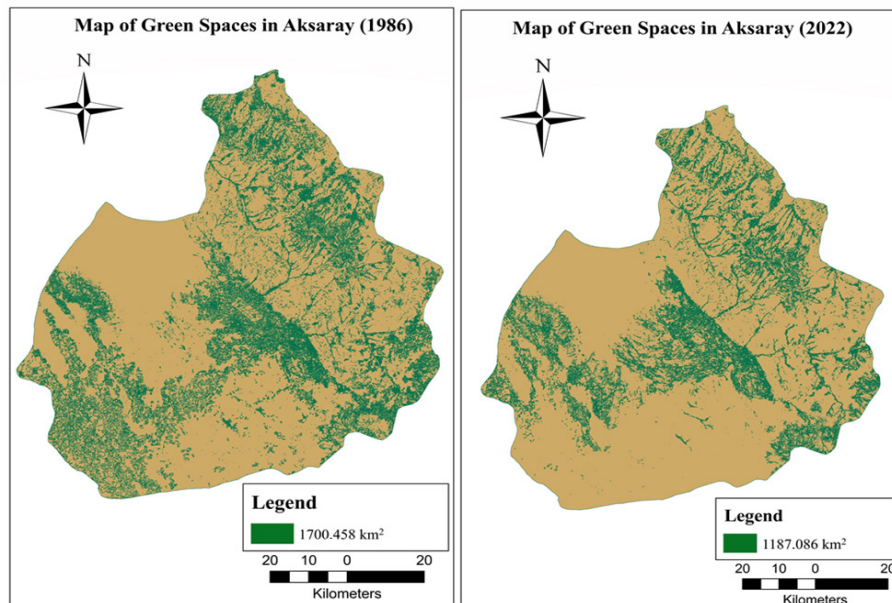 Map of Green Spaces in Aksaray (1986)
N
Legend
1700.458 km²
20 10 0 20
Kilometers
Map of Green Spaces in Aksaray (2022)
N
Legend
1187.086 km²
20 10 0 20
Kilometers